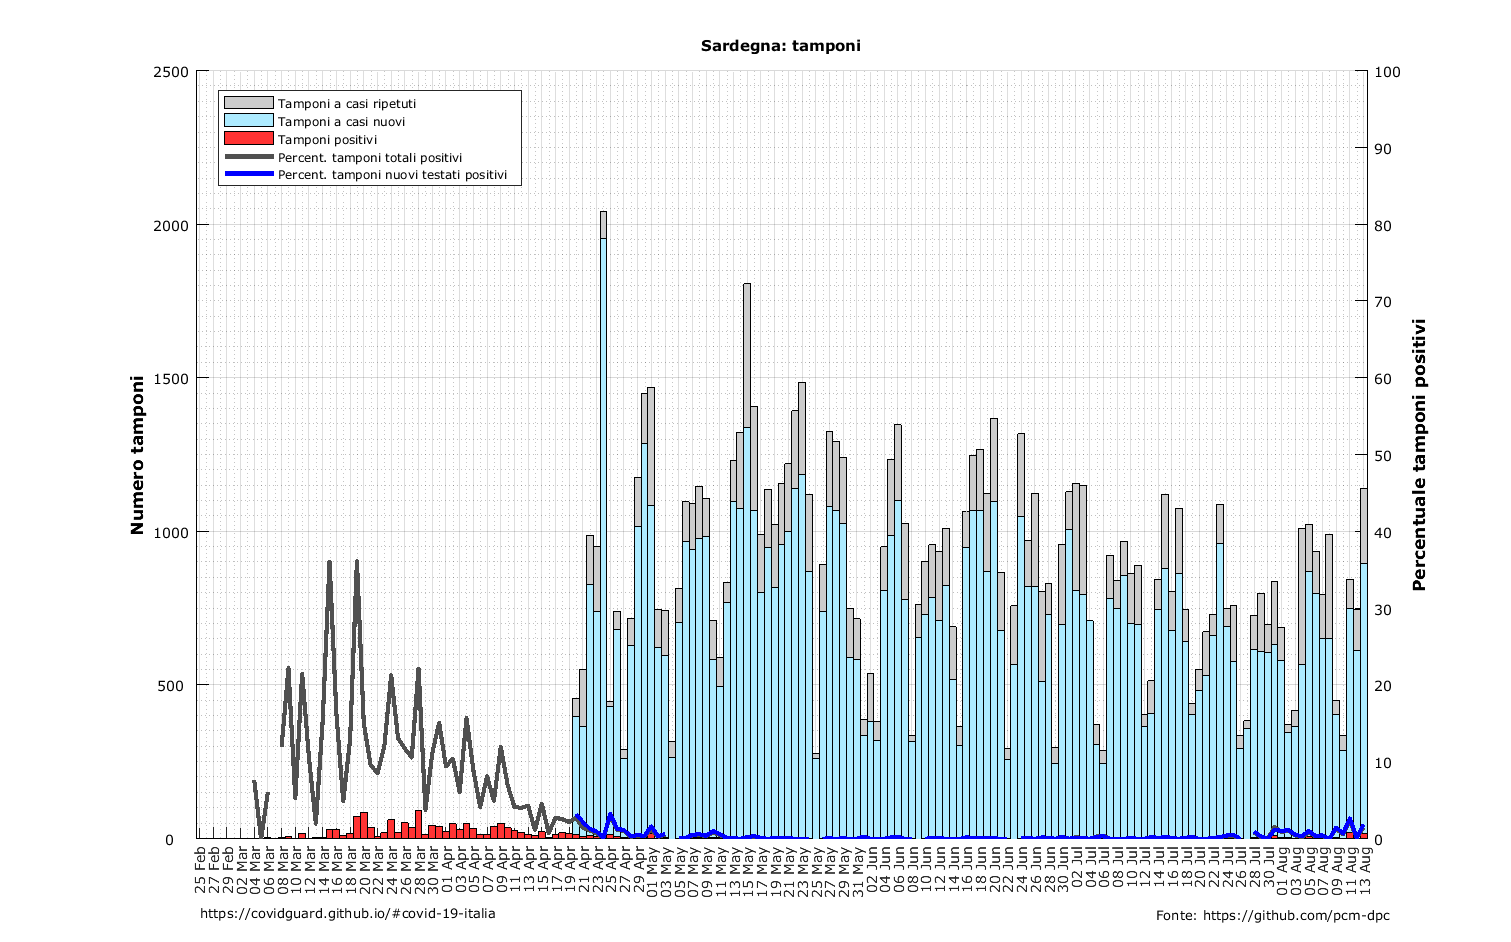 Sardegna: tamponi
2500
2000
1500
1000
500
0
100
90
80
70
60
50
40
30
20
10
0
Numero tamponi
Percentuale tamponi positivi
Tamponi a casi ripetuti
Tamponi a casi nuovi
Tamponi positivi
Percent. tamponi totali positivi
Percent. tamponi nuovi testati positivi
25 Feb
27 Feb
29 Feb
02 Mar
04 Mar
06 Mar
08 Mar
10 Mar
12 Mar
14 Mar
16 Mar
18 Mar
20 Mar
22 Mar
24 Mar
26 Mar
28 Mar
30 Mar
01 Apr
03 Apr
05 Apr
07 Apr
09 Apr
11 Apr
13 Apr
15 Apr
17 Apr
19 Apr
21 Apr
23 Apr
25 Apr
27 Apr
29 Apr
01 May
03 May
05 May
07 May
09 May
11 May
13 May
15 May
17 May
19 May
21 May
23 May
25 May
27 May
29 May
31 May
02 Jun
04 Jun
06 Jun
08 Jun
10 Jun
12 Jun
14 Jun
16 Jun
18 Jun
20 Jun
22 Jun
24 Jun
26 Jun
28 Jun
30 Jun
02 Jul
04 Jul
06 Jul
08 Jul
10 Jul
12 Jul
14 Jul
16 Jul
18 Jul
20 Jul
22 Jul
24 Jul
26 Jul
28 Jul
30 Jul
01 Aug
03 Aug
05 Aug
07 Aug
09 Aug
11 Aug
13 Aug
https://covidguard.github.io/#covid-19-italia
Fonte: https://github.com/pcm-dpc